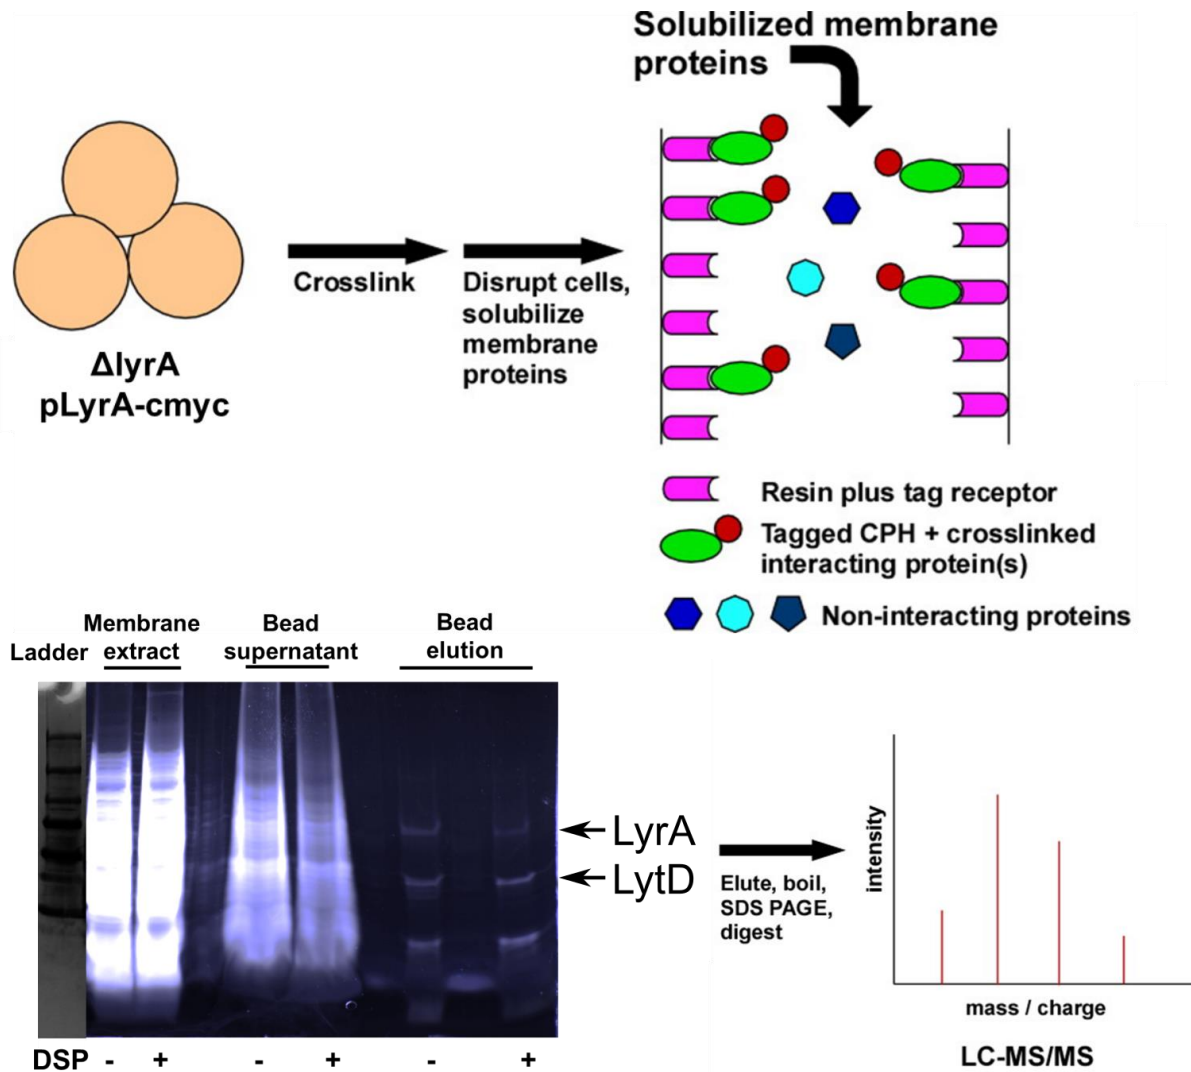 Solubilized membrane
proteins
Crosslink
Disrupt cells,
solubilize
membrane
proteins
ΔlyrA
pLyrA-cmyc
Resin plus tag receptor
Tagged CPH + crosslinked
interacting protein(s)
Non-interacting proteins
Ladder
Membrane
extract
Bead
supernatant
Bead
elution
LyrA
LytD
Elute, boil,
SDS PAGE,
digest
intensity
mass / charge
LC-MS/MS
DSP - + - + - +